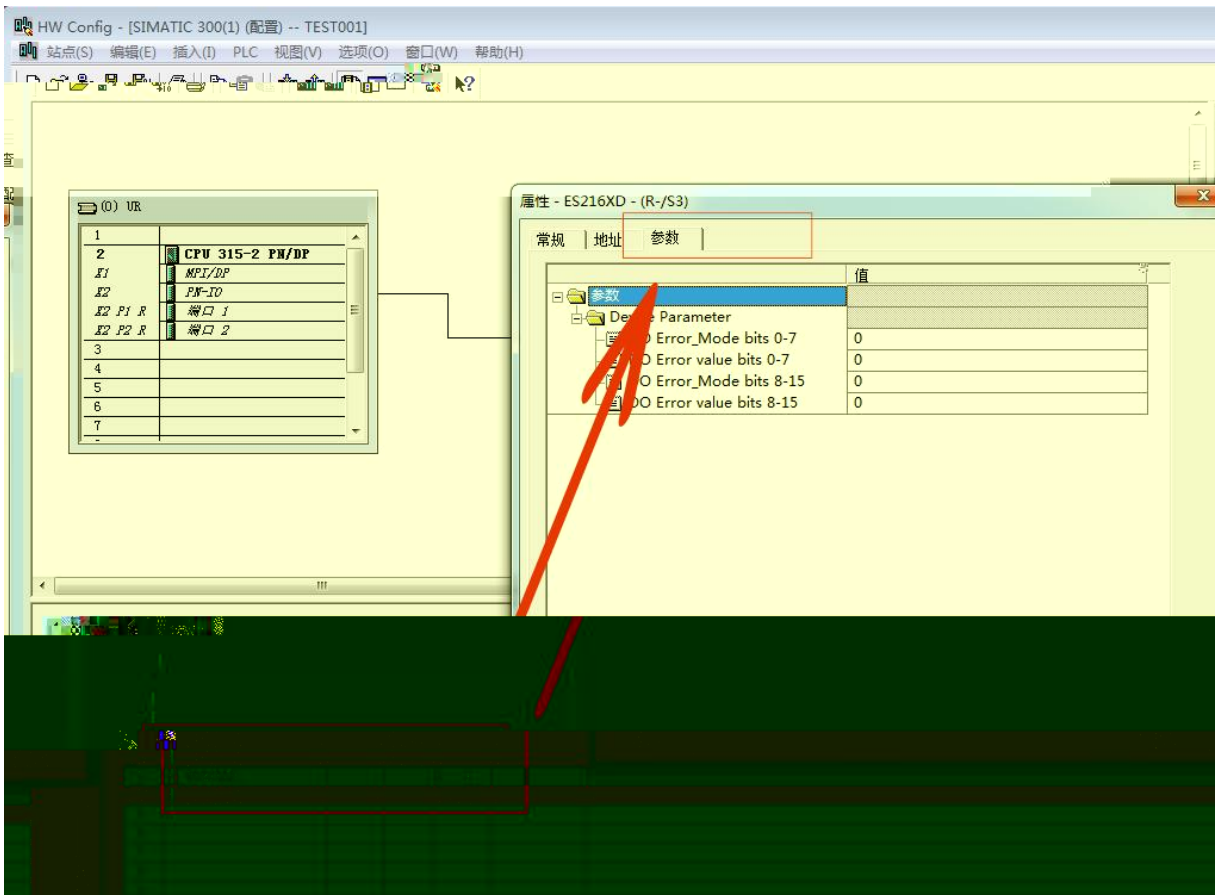 HW Config - [SIMATIC 300(1) (配置) -- TEST001]
站点(S) 编辑(E) 插入(I) PLC 视图(V) 选项(O) 窗口(W) 帮助(H)
查
配
(0) UR
1
2 CPU 315-2 PN/DP
X1 MPI/DP
X2 PN-IO
X2 P1 R 端口 1
X2 P2 R 端口 2
3
4
5
6
7
属性 - ES216XD - (R-/S3)
常规 地址 参数
值
参数
Parameter
Error_Mode bits 0-7 0
Error value bits 0-7 0
DO Error_Mode bits 8-15 0
DO Error value bits 8-15 0